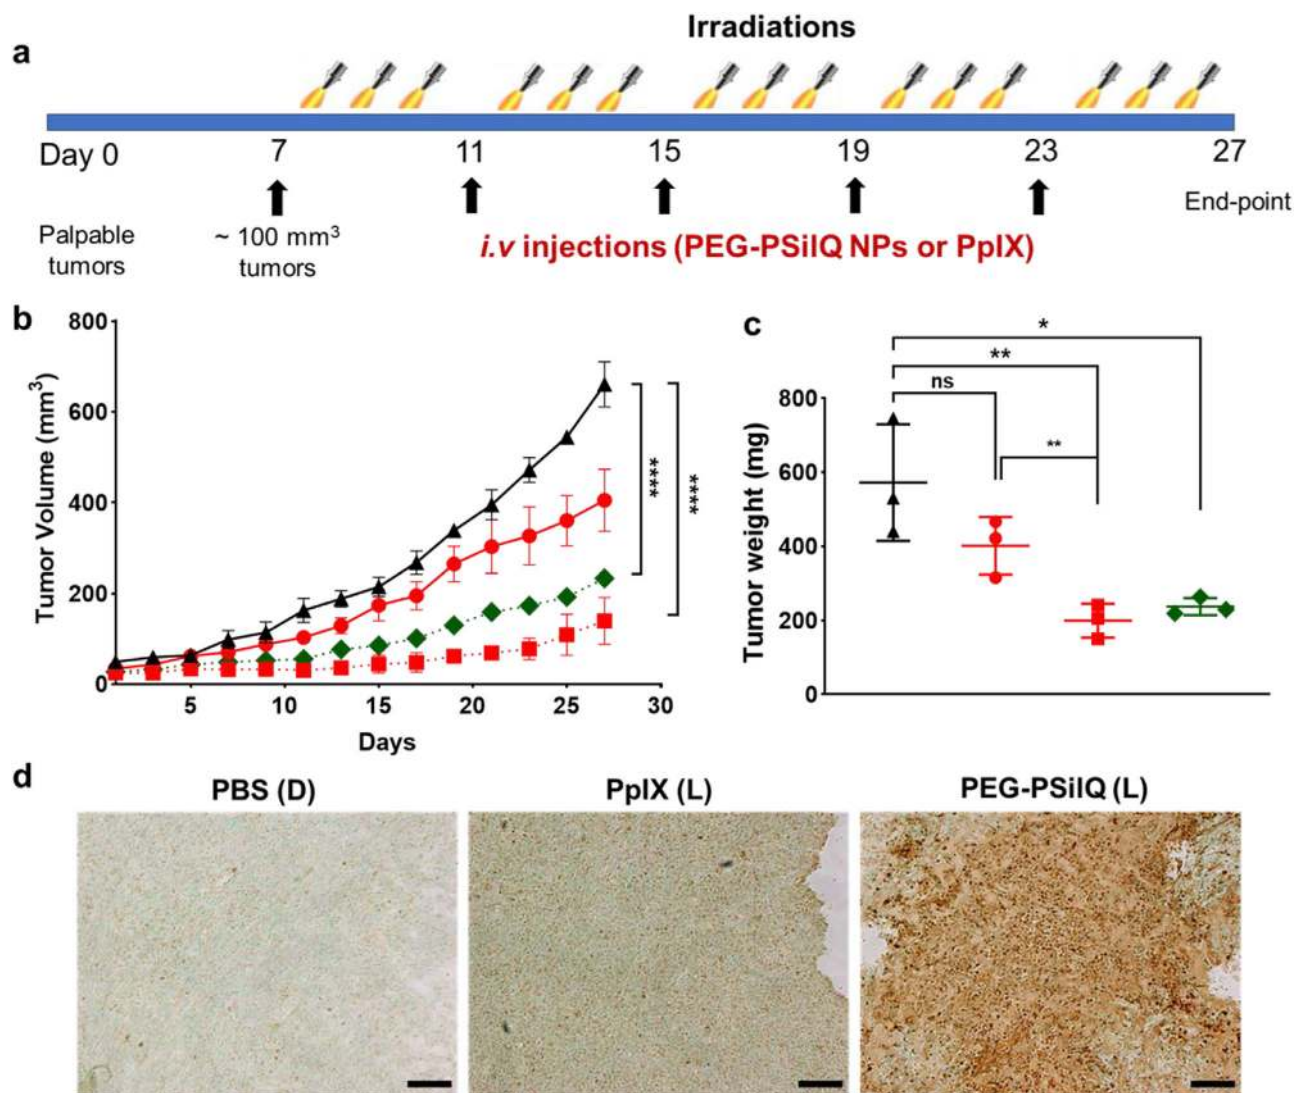 Irradiations
a
Day 0 7 11 15 19 23 27
Palpable tumors
~ 100 mm³ tumors
i.v injections (PEG-PSilQ NPs or PpIX)
End-point
b
Tumor Volume (mm³)
800
600
400
200
0
5 10 15 20 25 30
Days
****
****
c
Tumor weight (mg)
800
600
400
200
0
*
**
ns
**
d
PBS (D)
PpIX (L)
PEG-PSilQ (L)